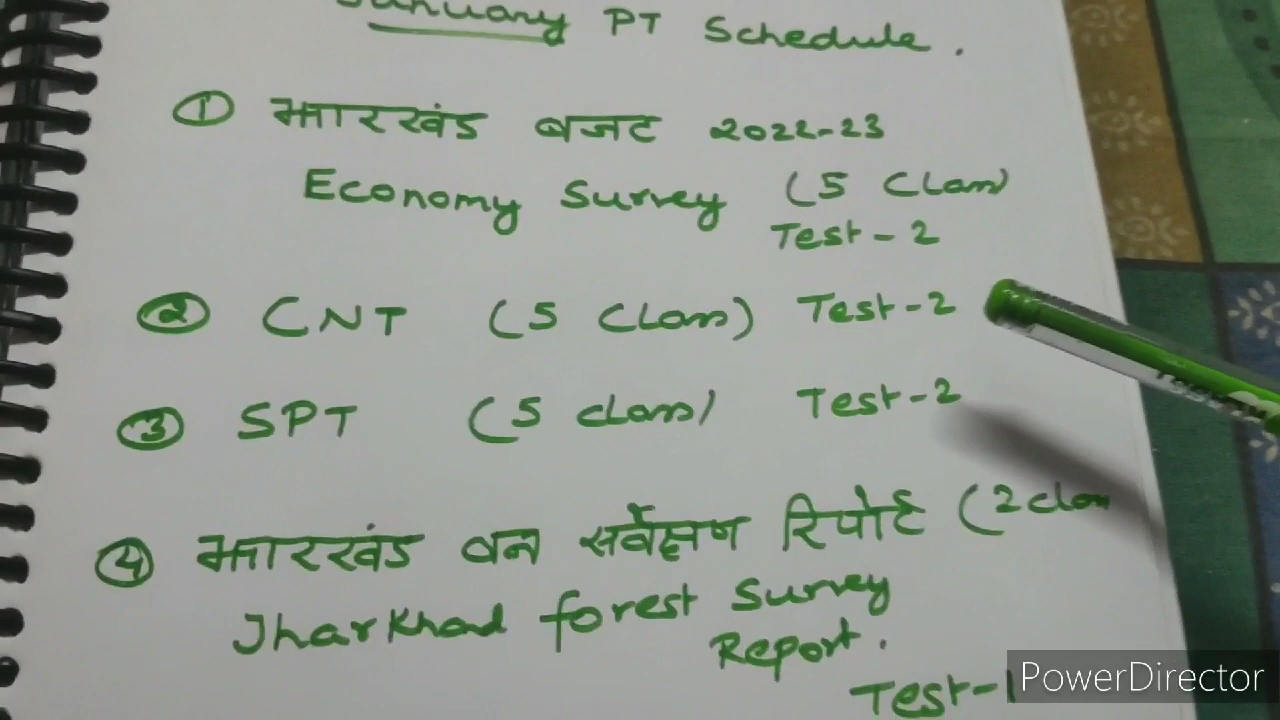 January PT Schedule.
① झारखंड बजट 2022-23
Economy Survey (5 Class)
Test-2
② CNT (5 Class) Test-2
③ SPT (5 class) Test-2
④ झारखंड वन सर्वेक्षण रिपोर्ट (2 class
Jharkhand forest Survey
Report.
Test-1
PowerDirector